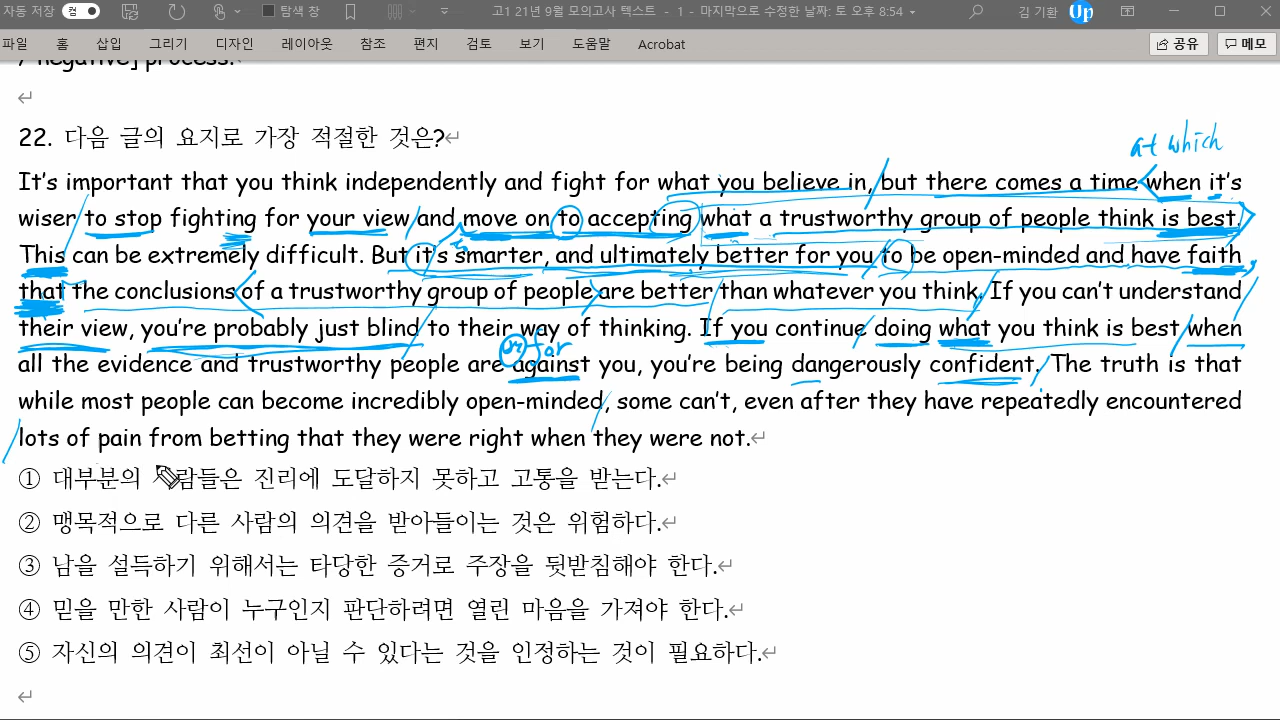 자동 저장 컴 탐색 창 고1 21년 9월 모의고사 텍스트 - 1 - 마지막으로 수정한 날짜: 토 오후 8:54 김 기환 Up
파일 홈 삽입 그리기 디자인 레이아웃 참조 편지 검토 보기 도움말 Acrobat 공유 메모
/ negative] process.
22. 다음 글의 요지로 가장 적절한 것은?
at which
It's important that you think independently and fight for what you believe in, but there comes a time when it's
wiser to stop fighting for your view and move on to accepting what a trustworthy group of people think is best.
This can be extremely difficult. But it's smarter, and ultimately better for you to be open-minded and have faith
that the conclusions of a trustworthy group of people are better than whatever you think. If you can't understand
their view, you're probably just blind to their way of thinking. If you continue doing what you think is best when
for
all the evidence and trustworthy people are against you, you're being dangerously confident. The truth is that
while most people can become incredibly open-minded, some can't, even after they have repeatedly encountered
lots of pain from betting that they were right when they were not.
① 대부분의 사람들은 진리에 도달하지 못하고 고통을 받는다.
② 맹목적으로 다른 사람의 의견을 받아들이는 것은 위험하다.
③ 남을 설득하기 위해서는 타당한 증거로 주장을 뒷받침해야 한다.
④ 믿을 만한 사람이 누구인지 판단하려면 열린 마음을 가져야 한다.
⑤ 자신의 의견이 최선이 아닐 수 있다는 것을 인정하는 것이 필요하다.